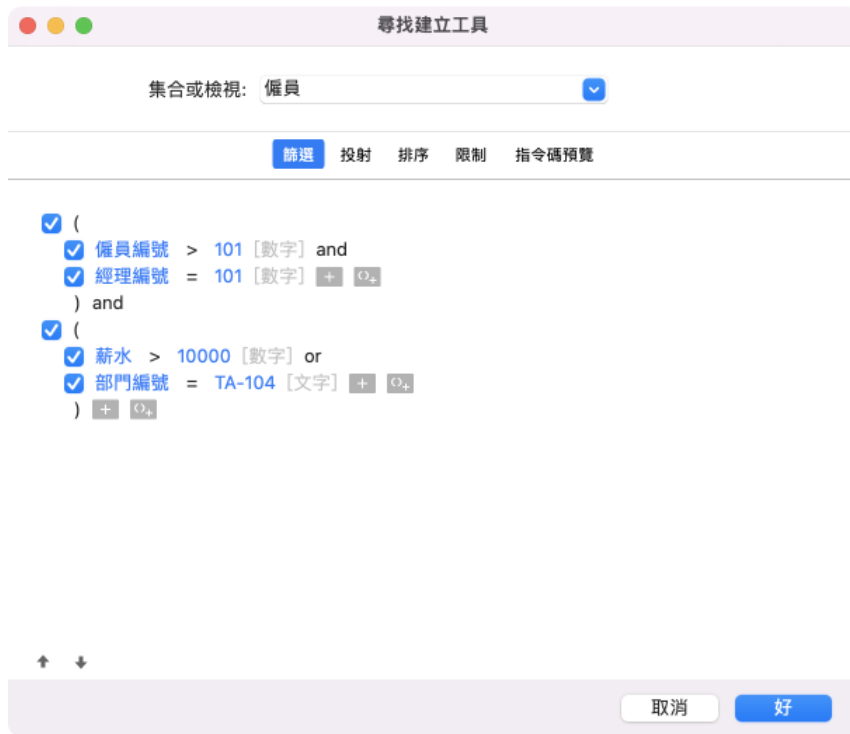 尋找建立工具
集合或檢視: 僱員
篩選 投射 排序 限制 指令碼預覽
(
僱員編號 > 101 [數字] and
經理編號 = 101 [數字]
) and
(
薪水 > 10000 [數字] or
部門編號 = TA-104 [文字]
)
取消 好